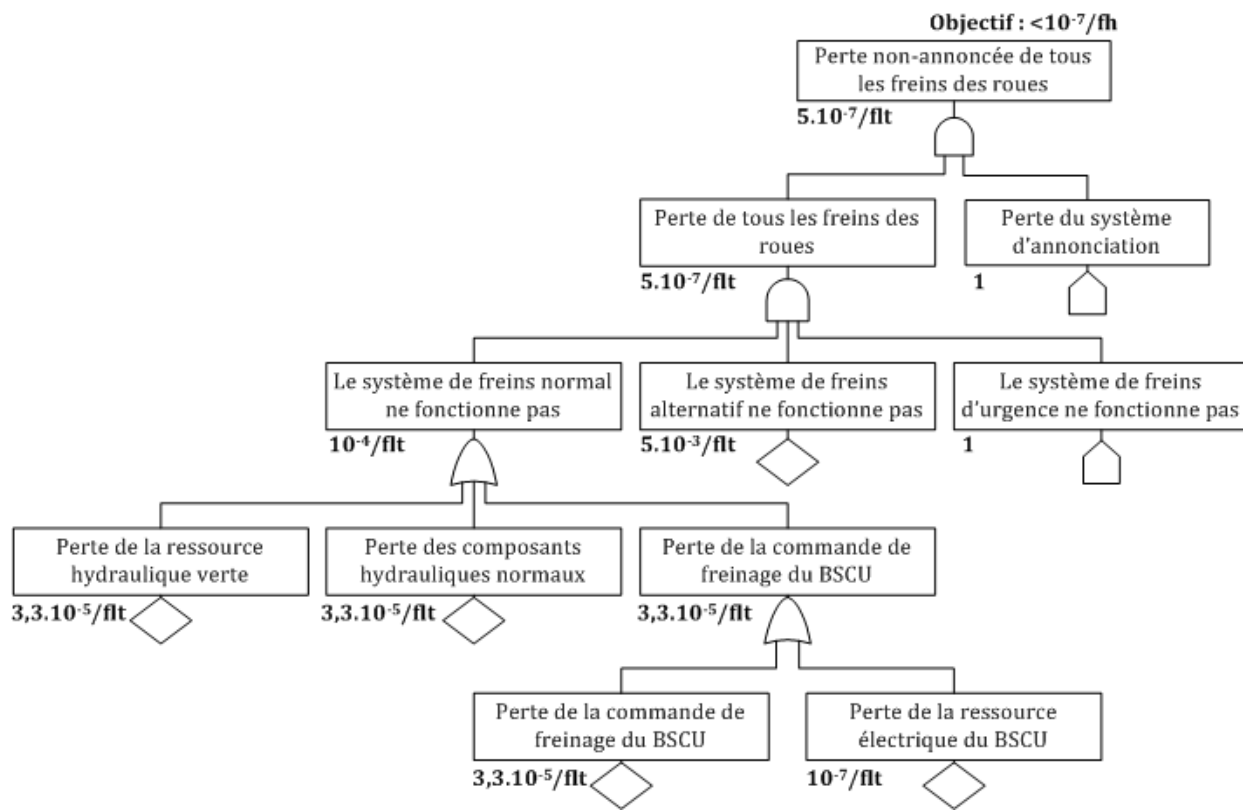 Objectif : <10⁻⁷/fh
Perte non-annoncée de tous
les freins des roues
5.10⁻⁷/flt
Perte de tous les freins des
roues
5.10⁻⁷/flt
Perte du système
d'annonciation
1
Le système de freins normal
ne fonctionne pas
10⁻⁴/flt
Le système de freins
alternatif ne fonctionne pas
5.10⁻³/flt
Le système de freins
d'urgence ne fonctionne pas
1
Perte de la ressource
hydraulique verte
3,3.10⁻⁵/flt
Perte des composants
hydrauliques normaux
3,3.10⁻⁵/flt
Perte de la commande de
freinage du BSCU
3,3.10⁻⁵/flt
Perte de la commande de
freinage du BSCU
3,3.10⁻⁵/flt
Perte de la ressource
électrique du BSCU
10⁻⁷/flt